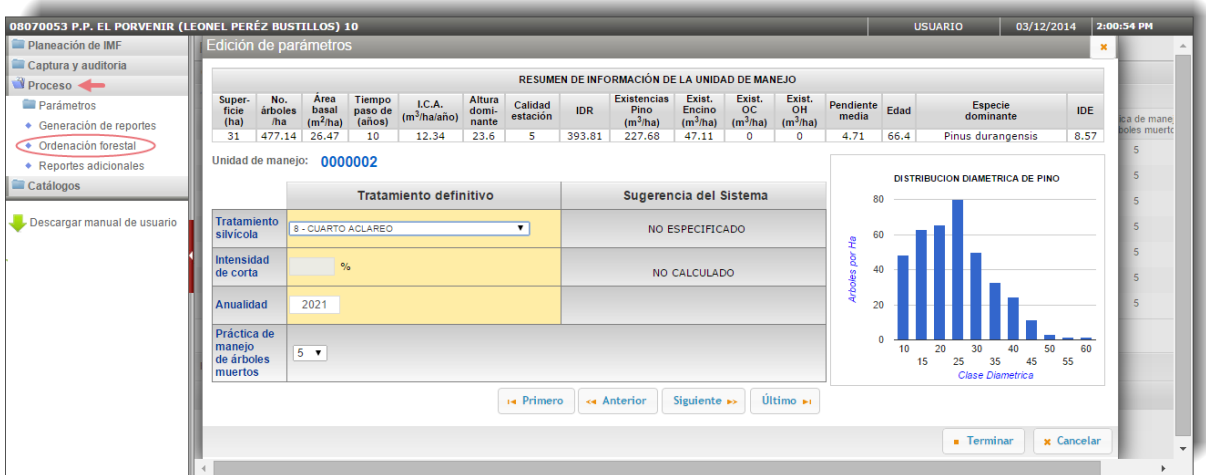 08070053 P.P. EL PORVENIR (LEONEL PERÉZ BUSTILLOS) 10
USUARIO
03/12/2014
2:00:54 PM
Planeación de IMF
Captura y auditoria
Proceso
Parámetros
Generación de reportes
Ordenación forestal
Reportes adicionales
Catálogos
Descargar manual de usuario
Edición de parámetros
RESUMEN DE INFORMACIÓN DE LA UNIDAD DE MANEJO
Super-ficie (ha) No. árboles /ha Área basal (m²/ha) Tiempo paso de (años) I.C.A. (m³/ha/año) Altura domi-nante Calidad estación IDR Existencias Pino (m³/ha) Exist. Encino (m³/ha) Exist. OC (m³/ha) Exist. OH (m³/ha) Pendiente media Edad Especie dominante IDE
31 477.14 26.47 10 12.34 23.6 5 393.81 227.68 47.11 0 0 4.71 66.4 Pinus durangensis 8.57
Unidad de manejo: 0000002
Tratamiento definitivo Sugerencia del Sistema
Tratamiento silvícola 8 - CUARTO ACLAREO NO ESPECIFICADO
Intensidad de corta % NO CALCULADO
Anualidad 2021
Práctica de manejo de árboles muertos 5
DISTRIBUCION DIAMETRICA DE PINO
Arboles por Ha
80
60
40
20
0
10 20 30 40 50 60
15 25 35 45 55
Clase Diametrica
Primero Anterior Siguiente Último
Terminar Cancelar
ica de mane
boles muerto
5
5
5
5
5
5
5